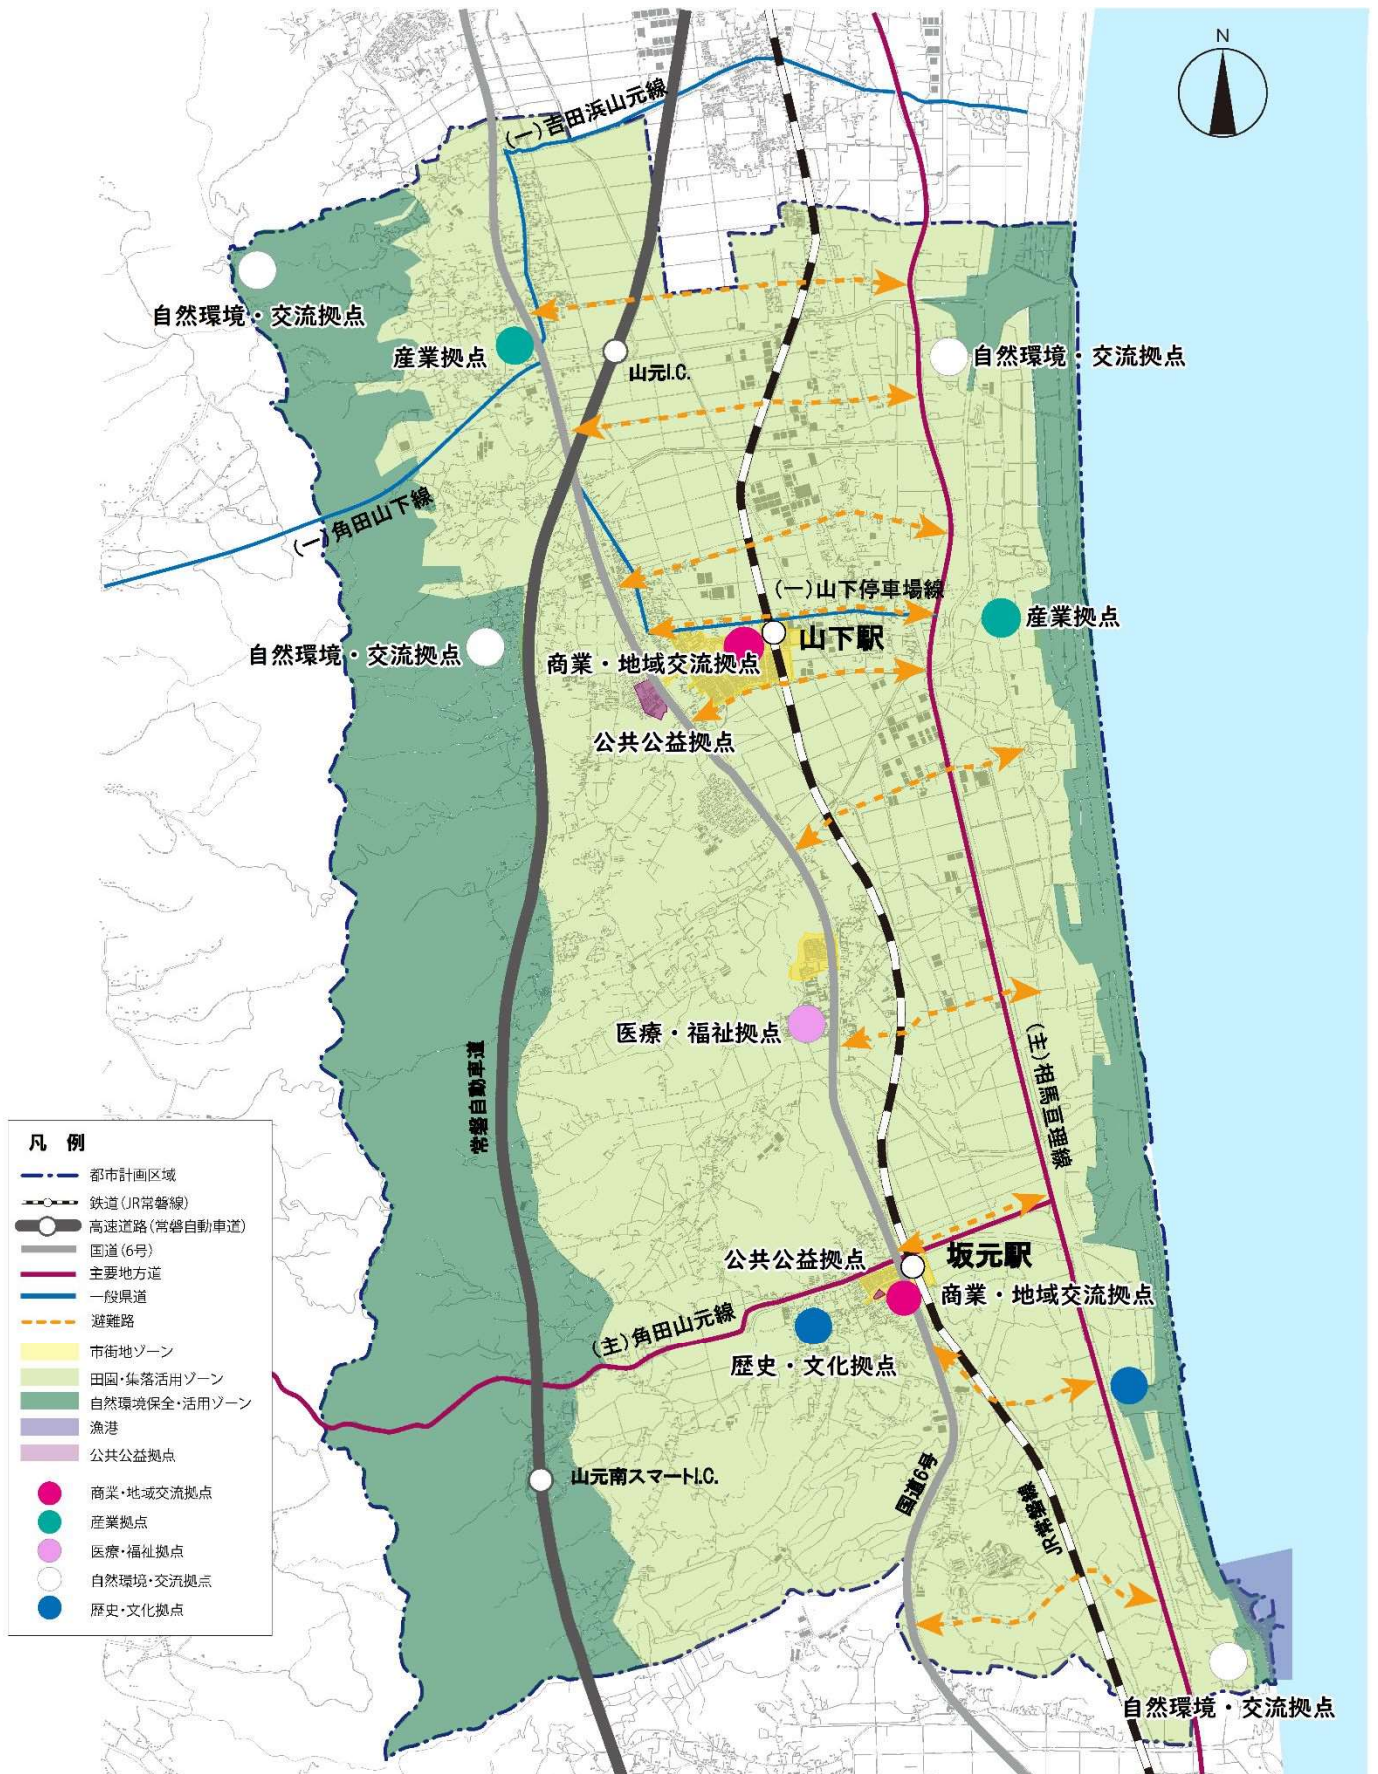 N
(一)吉田浜山元線
自然環境・交流拠点
産業拠点
山元I.C.
自然環境・交流拠点
(一)角田山下線
(一)山下停車場線
産業拠点
山下駅
自然環境・交流拠点
商業・地域交流拠点
公共公益拠点
医療・福祉拠点
(主)相馬亘理線
常磐自動車道
公共公益拠点
坂元駅
商業・地域交流拠点
(主)角田山元線
歴史・文化拠点
山元南スマートI.C.
国道6号
JR常磐線
自然環境・交流拠点
凡 例
都市計画区域
鉄道(JR常磐線)
高速道路(常磐自動車道)
国道(6号)
主要地方道
一般県道
避難路
市街地ゾーン
田園・集落活用ゾーン
自然環境保全・活用ゾーン
漁港
公共公益拠点
商業・地域交流拠点
産業拠点
医療・福祉拠点
自然環境・交流拠点
歴史・文化拠点